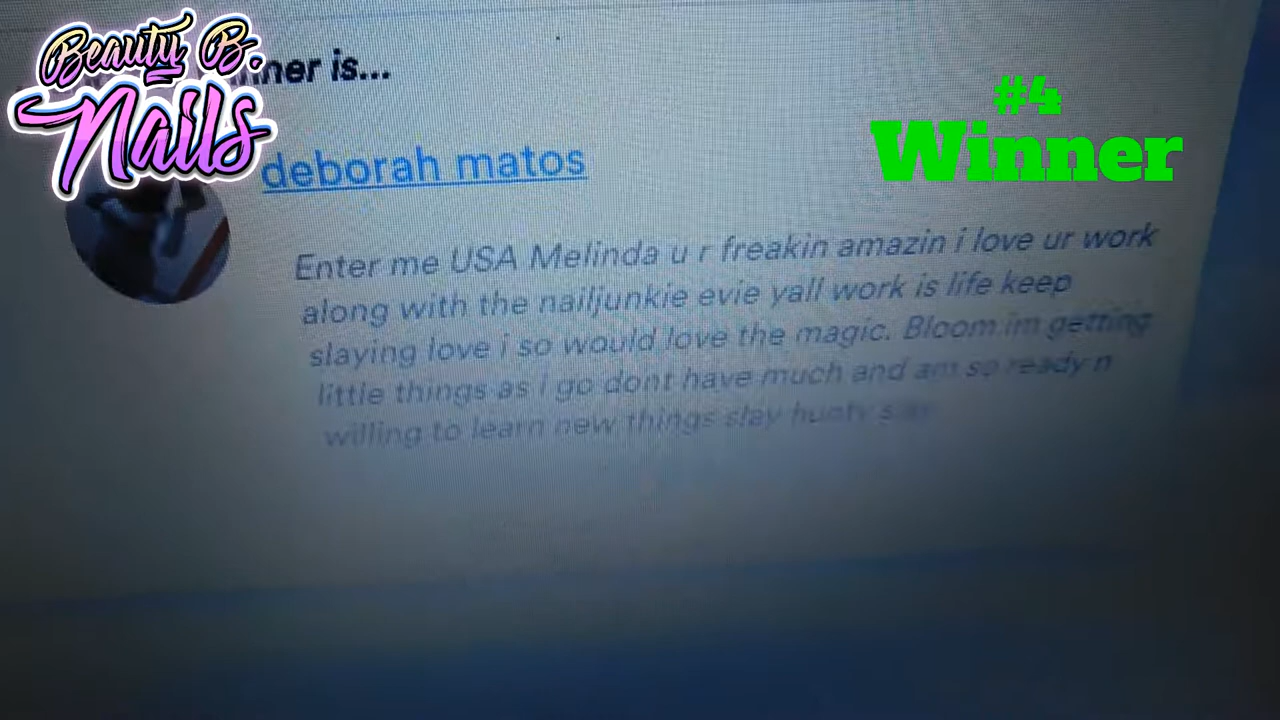 Beauty B.
Nails
ner is...
#4
Winner
deborah matos
Enter me USA Melinda u r freakin amazin i love ur work
along with the nailjunkie evie yall work is life keep
slaying love i so would love the magic. Bloom.im getting
little things as i go dont have much and am so ready n
willing to learn new things slay